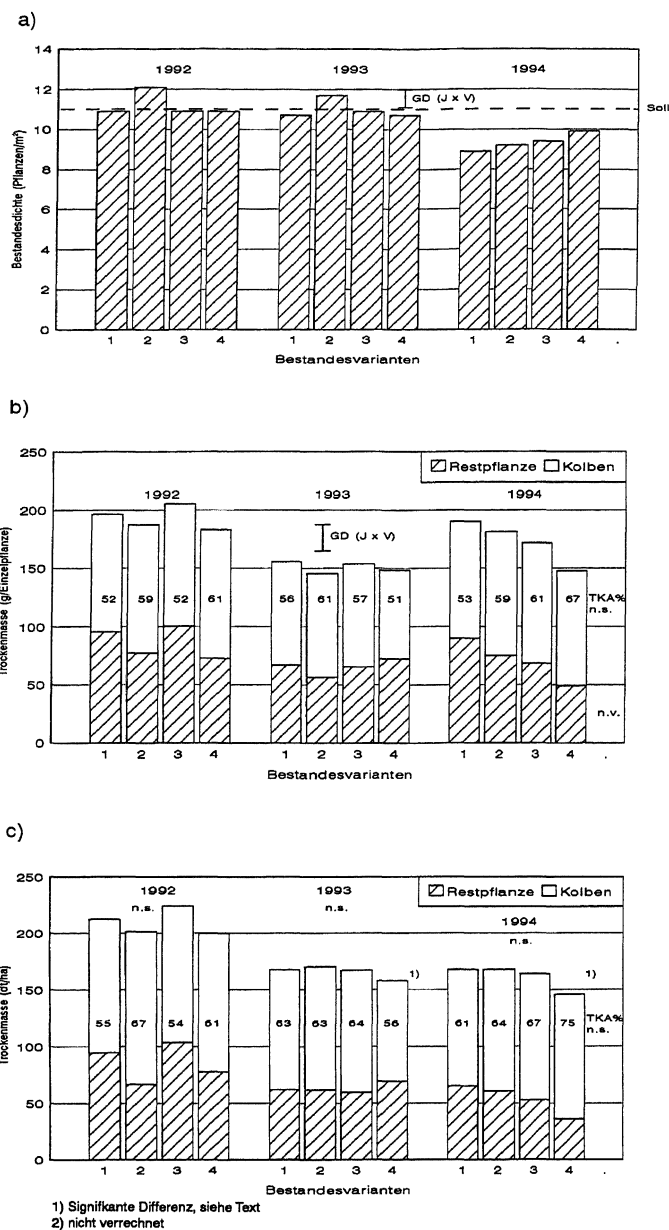 a)
14
12
10
8
6
4
2
0
Bestandesdichte (Pflanzen/m²)
1992 1993 1994
GD (J x V)
Soll
1 2 3 4 1 2 3 4 1 2 3 4 .
Bestandesvarianten
b)
250
200
150
100
50
0
Trockenmasse (g/Einzelpflanze)
Restpflanze Kolben
1992 1993 1994
GD (J x V)
52 59 52 61 56 61 57 51 53 59 61 67 TKA%
n.s.
n.v.
1 2 3 4 1 2 3 4 1 2 3 4 .
Bestandesvarianten
c)
250
200
150
100
50
0
Trockenmasse (dt/ha)
Restpflanze Kolben
1992 1993
n.s. n.s.
1994
n.s.
1) 1)
55 67 54 61 63 63 64 56 61 64 67 75 TKA%
n.s.
1 2 3 4 1 2 3 4 1 2 3 4 .
Bestandesvarianten
1) Signifkante Differenz, siehe Text
2) nicht verrechnet